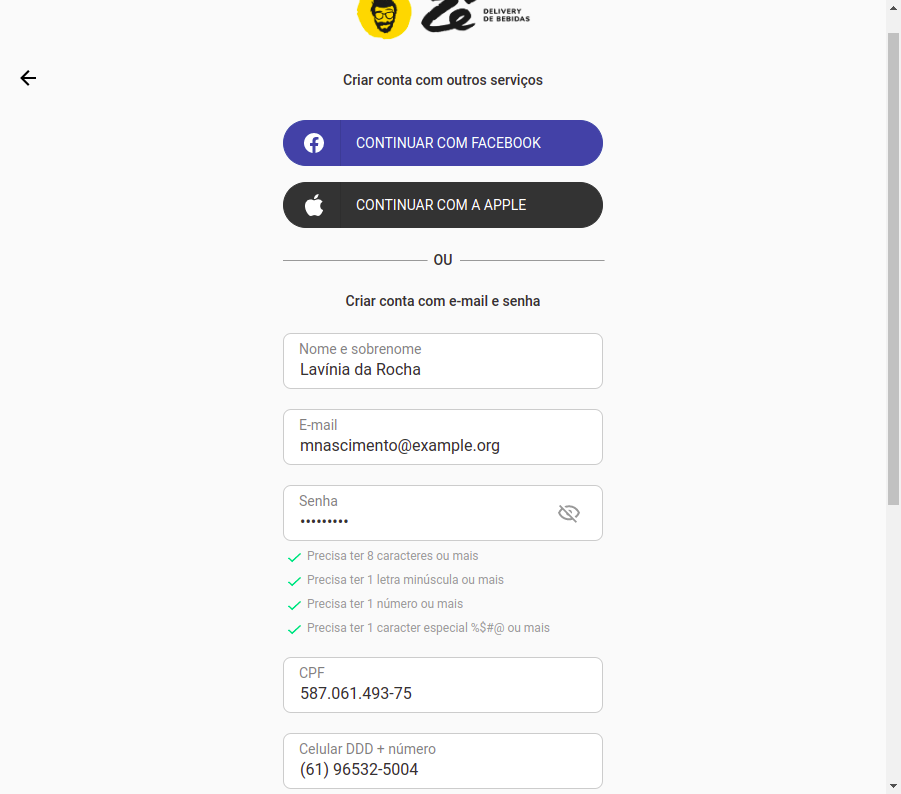 Zé DELIVERY
DE BEBIDAS
Criar conta com outros serviços
CONTINUAR COM FACEBOOK
CONTINUAR COM A APPLE
OU
Criar conta com e-mail e senha
Nome e sobrenome
Lavínia da Rocha
E-mail
mnascimento@example.org
Senha
•••••••••
Precisa ter 8 caracteres ou mais
Precisa ter 1 letra minúscula ou mais
Precisa ter 1 número ou mais
Precisa ter 1 caracter especial %$#@ ou mais
CPF
587.061.493-75
Celular DDD + número
(61) 96532-5004